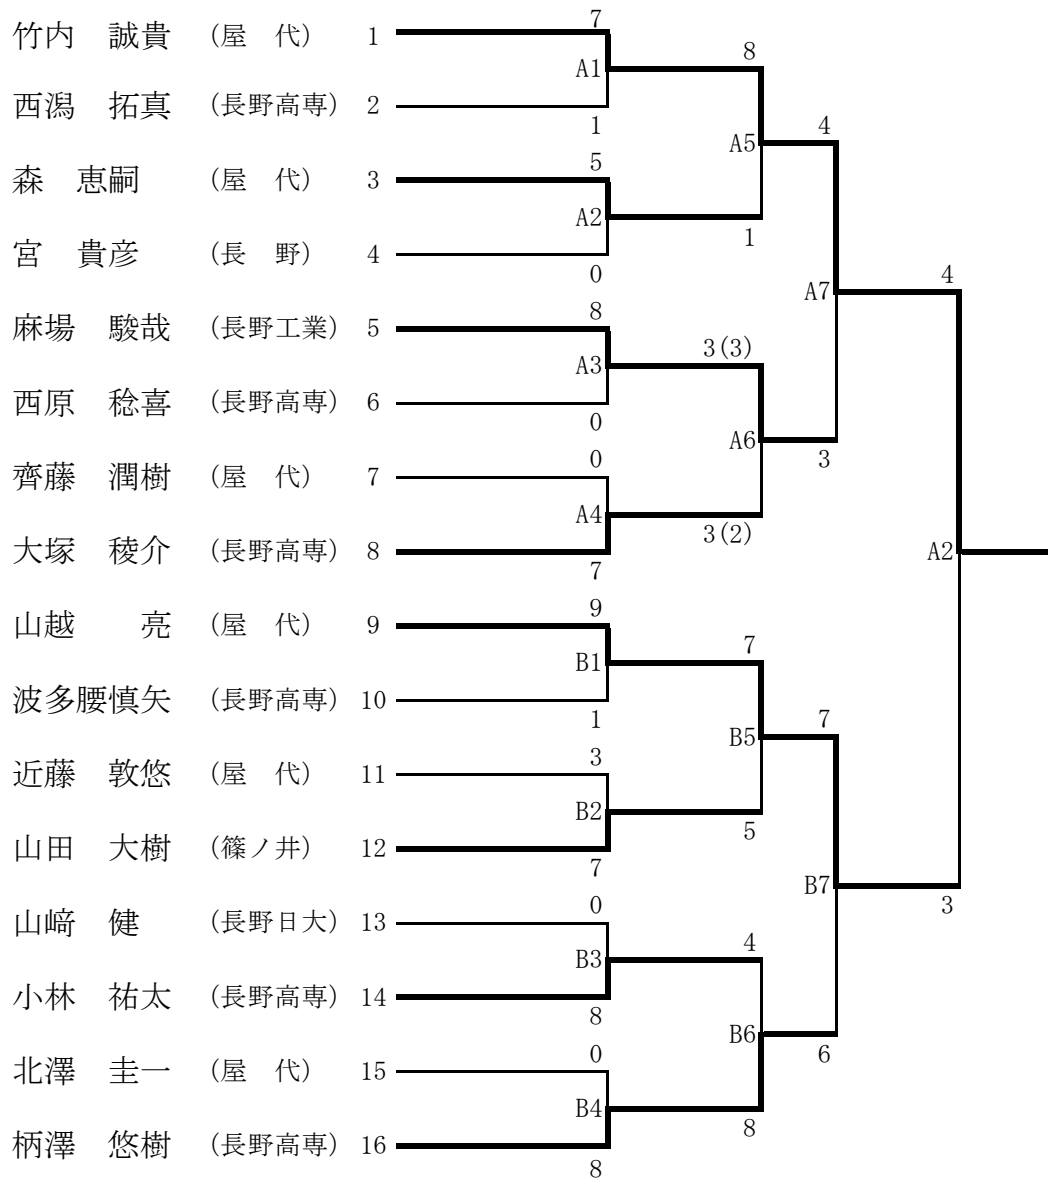 7
竹内　誠貴 (屋　代) 1
8
A1
西潟　拓真 (長野高専) 2
1
4
A5
5
森　恵嗣 (屋　代) 3
A2
1
宮　貴彦 (長　野) 4
0
4
A7
8
麻場　駿哉 (長野工業) 5
3(3)
A3
西原　稔喜 (長野高専) 6
0
A6
3
0
齊藤　潤樹 (屋　代) 7
A4
3(2)
大塚　稜介 (長野高専) 8
A2
7
9
山越　　亮 (屋　代) 9
7
B1
波多腰慎矢 (長野高専) 10
1
7
B5
3
近藤　敦悠 (屋　代) 11
B2
5
山田　大樹 (篠ノ井) 12
7
B7
3
0
山﨑　健 (長野日大) 13
4
B3
小林　祐太 (長野高専) 14
8
B6
6
0
北澤　圭一 (屋　代) 15
B4
8
柄澤　悠樹 (長野高専) 16
8